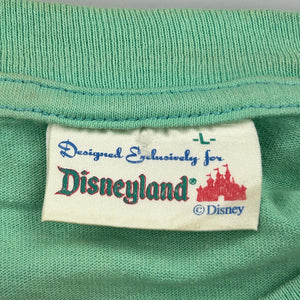 -L-
Designed Exclusively for
Disneyland®
© Disney